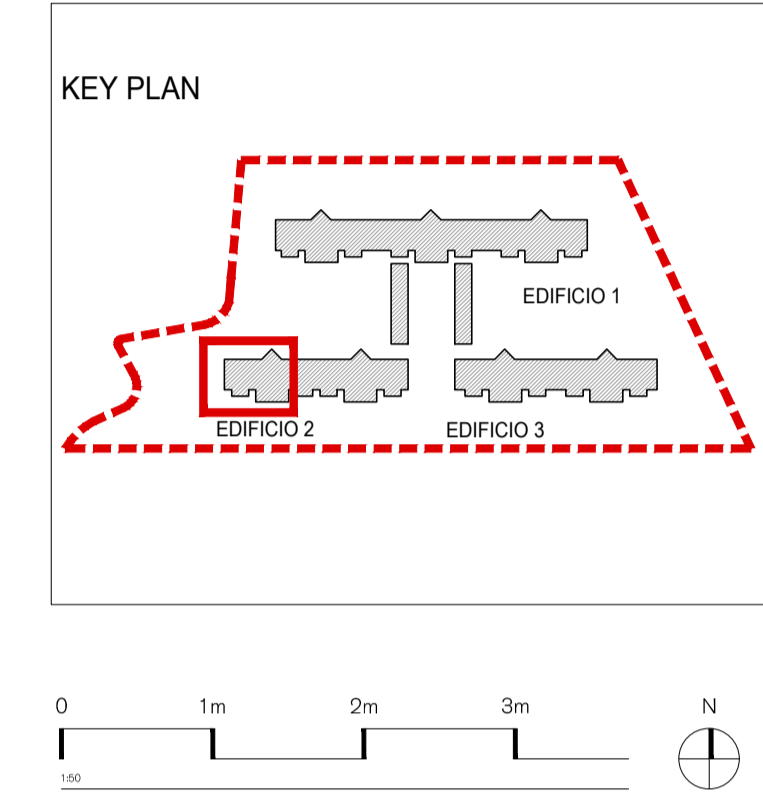 KEY PLAN
EDIFICIO 1
EDIFICIO 2
EDIFICIO 3
0 1m 2m 3m N
1:50